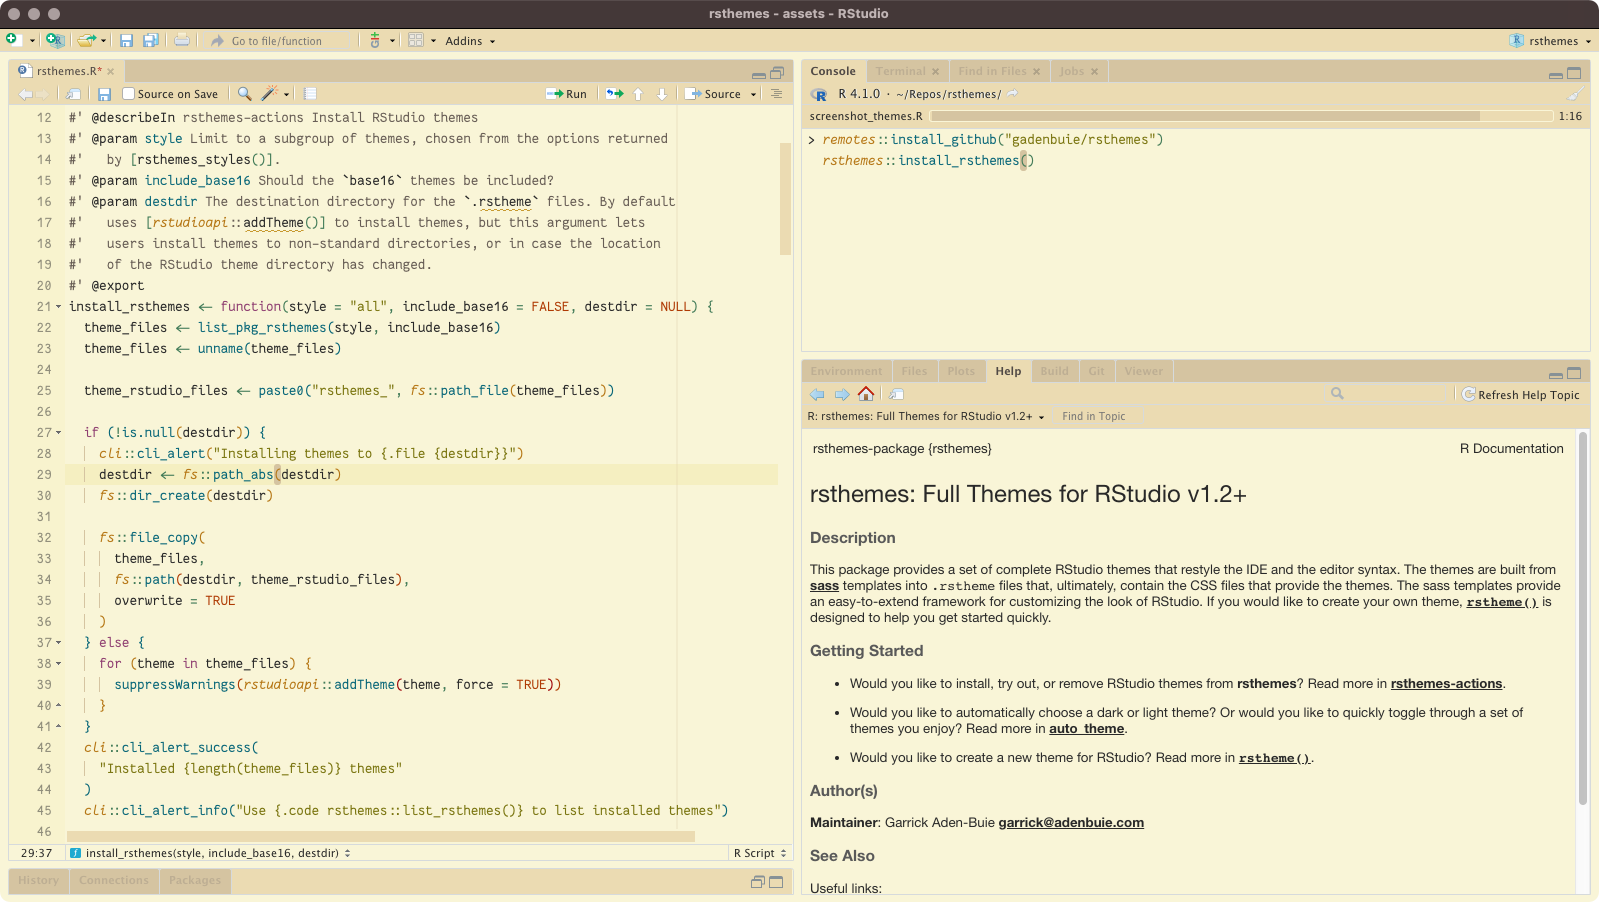 rsthemes - assets - RStudio
Go to file/function
Addins
rsthemes
rsthemes.R*
Source on Save
Run
Source
12 #' @describeIn rsthemes-actions Install RStudio themes
13 #' @param style Limit to a subgroup of themes, chosen from the options returned
14 #'   by [rsthemes_styles()].
15 #' @param include_base16 Should the `base16` themes be included?
16 #' @param destdir The destination directory for the `.rstheme` files. By default
17 #'   uses [rstudioapi::addTheme()] to install themes, but this argument lets
18 #'   users install themes to non-standard directories, or in case the location
19 #'   of the RStudio theme directory has changed.
20 #' @export
21 install_rsthemes <- function(style = "all", include_base16 = FALSE, destdir = NULL) {
22   theme_files <- list_pkg_rsthemes(style, include_base16)
23   theme_files <- unname(theme_files)
24
25   theme_rstudio_files <- paste0("rsthemes_", fs::path_file(theme_files))
26
27   if (!is.null(destdir)) {
28     cli::cli_alert("Installing themes to {.file {destdir}}")
29     destdir <- fs::path_abs(destdir)
30     fs::dir_create(destdir)
31
32     fs::file_copy(
33       theme_files,
34       fs::path(destdir, theme_rstudio_files),
35       overwrite = TRUE
36     )
37   } else {
38     for (theme in theme_files) {
39       suppressWarnings(rstudioapi::addTheme(theme, force = TRUE))
40     }
41   }
42   cli::cli_alert_success(
43     "Installed {length(theme_files)} themes"
44   )
45   cli::cli_alert_info("Use {.code rsthemes::list_rsthemes()} to list installed themes")
46
29:37 install_rsthemes(style, include_base16, destdir) R Script
History Connections Packages
Console Terminal Find in Files Jobs
R 4.1.0 · ~/Repos/rsthemes/
screenshot_themes.R 1:16
> remotes::install_github("gadenbuie/rsthemes")
rsthemes::install_rsthemes()
Environment Files Plots Help Build Git Viewer
Refresh Help Topic
R: rsthemes: Full Themes for RStudio v1.2+ Find in Topic
rsthemes-package {rsthemes} R Documentation
rsthemes: Full Themes for RStudio v1.2+
Description
This package provides a set of complete RStudio themes that restyle the IDE and the editor syntax. The themes are built from
sass templates into .rstheme files that, ultimately, contain the CSS files that provide the themes. The sass templates provide
an easy-to-extend framework for customizing the look of RStudio. If you would like to create your own theme, rstheme() is
designed to help you get started quickly.
Getting Started
• Would you like to install, try out, or remove RStudio themes from rsthemes? Read more in rsthemes-actions.
• Would you like to automatically choose a dark or light theme? Or would you like to quickly toggle through a set of
themes you enjoy? Read more in auto_theme.
• Would you like to create a new theme for RStudio? Read more in rstheme().
Author(s)
Maintainer: Garrick Aden-Buie garrick@adenbuie.com
See Also
Useful links: